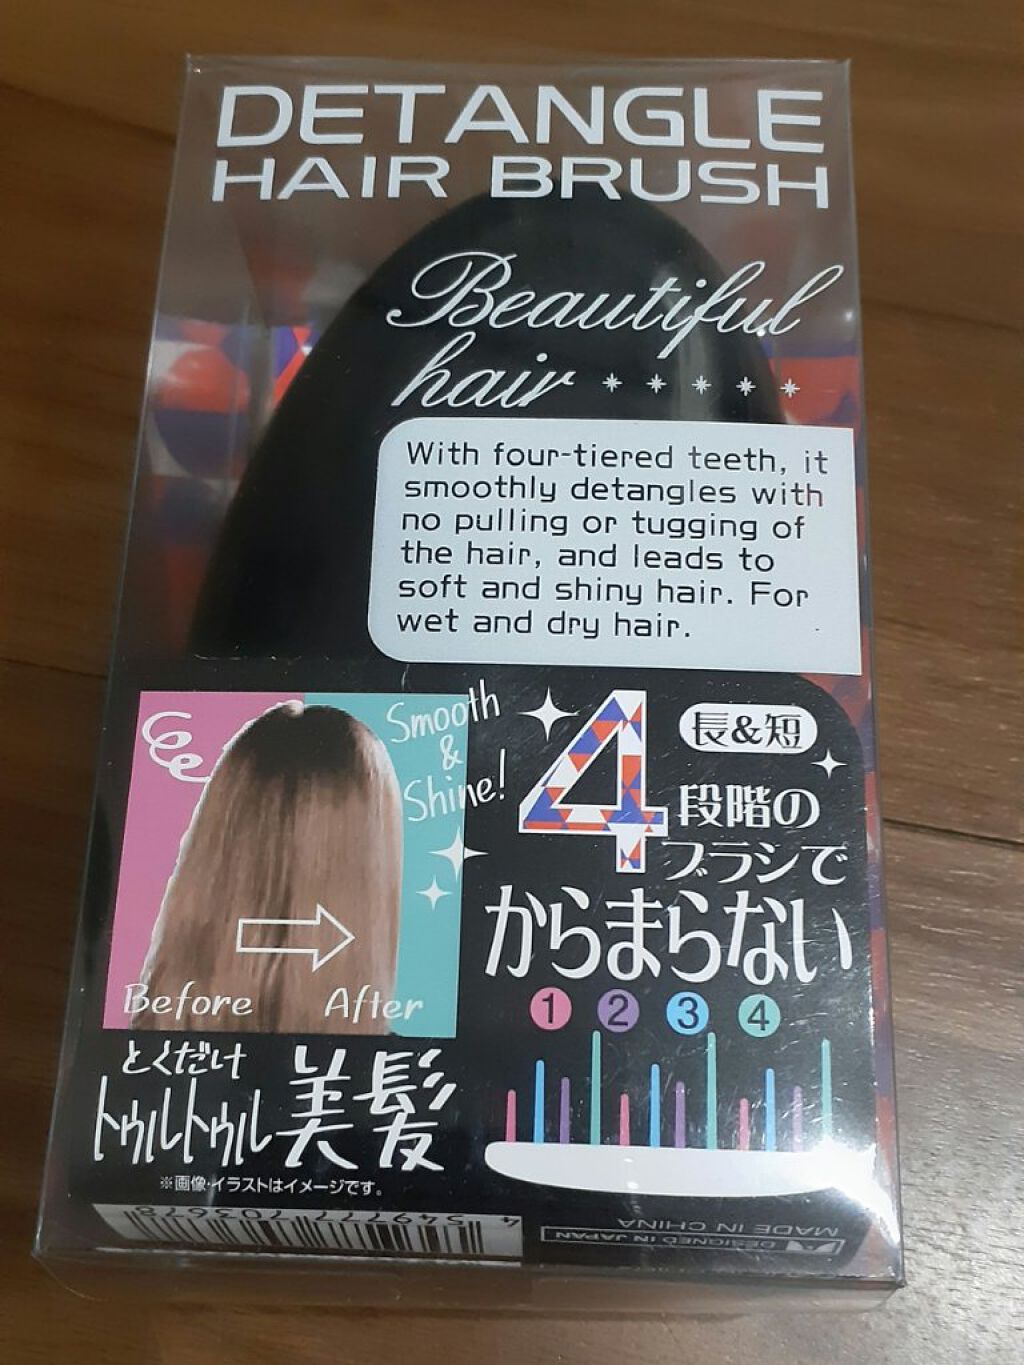 DETANGLE
HAIR BRUSH
Beautiful
hair
With four-tiered teeth, it
smoothly detangles with
no pulling or tugging of
the hair, and leads to
soft and shiny hair. For
wet and dry hair.
Smooth
&
Shine!
Before
After
とくだけ
トゥルトゥル美髪
※画像・イラストはイメージです。
4
長&短
段階の
ブラシで
からまらない
1 2 3 4
4 549777 703678
DESIGNED IN JAPAN
MADE IN CHINA